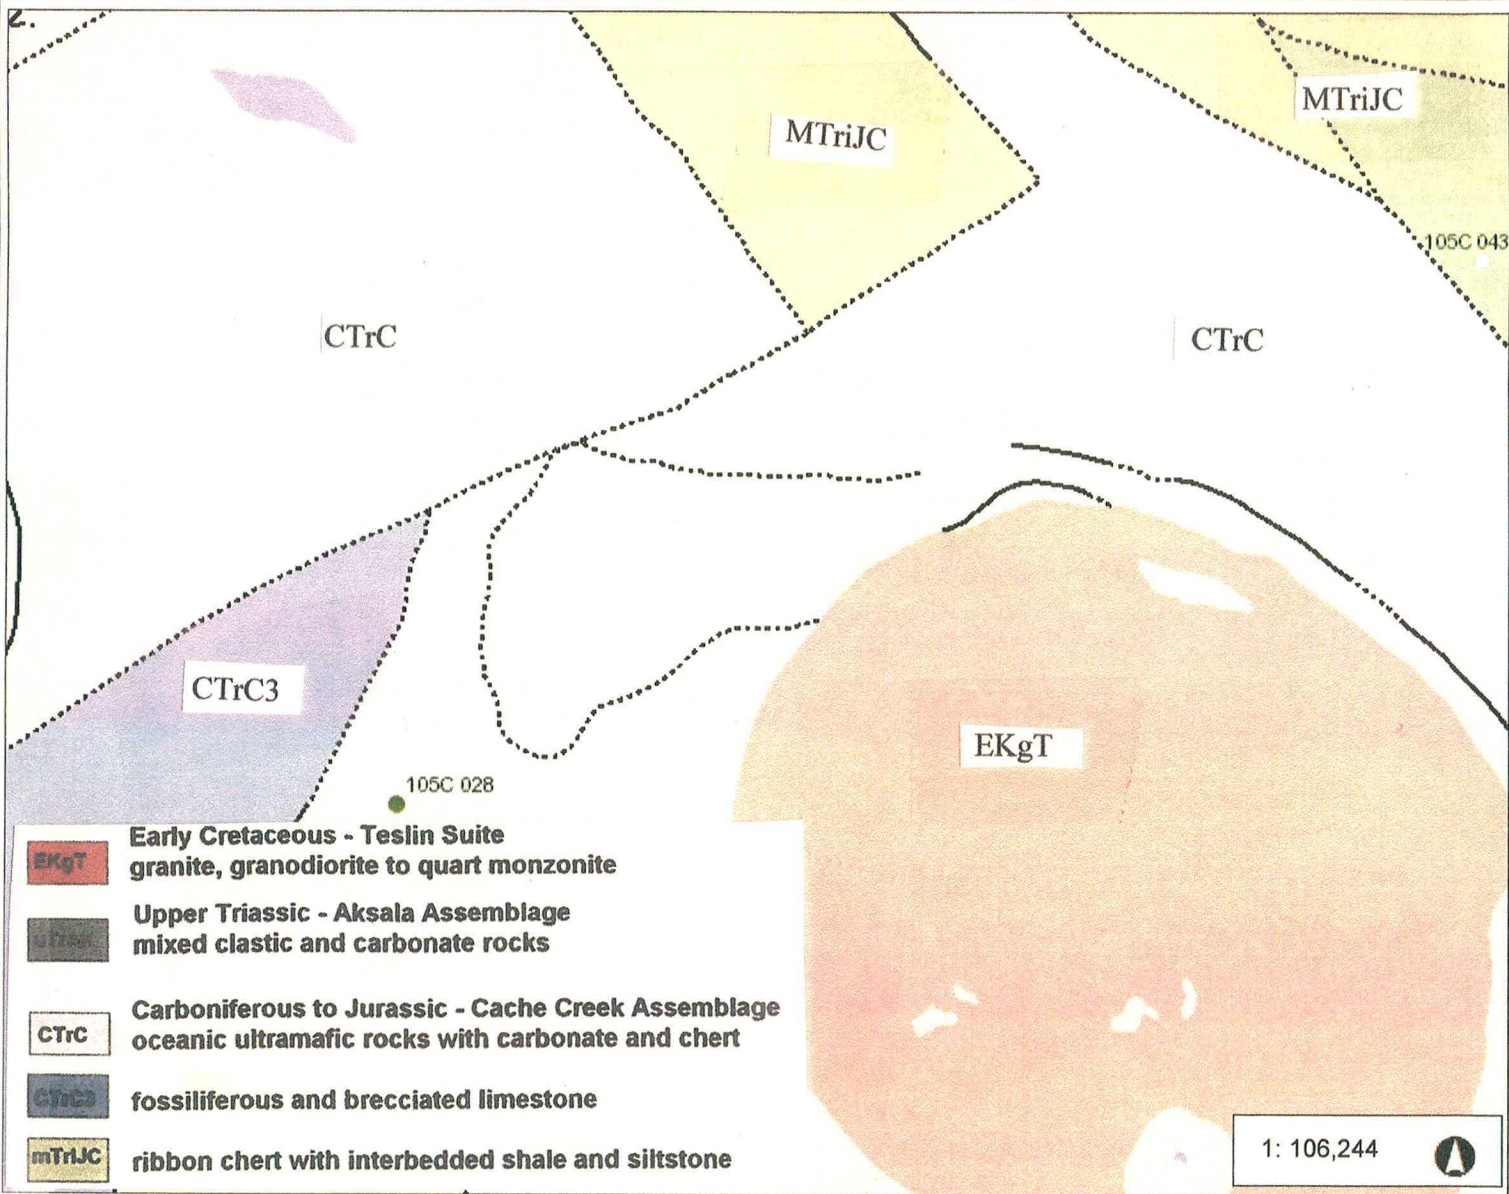 2.
MTriJC
MTriJC
105C 043
CTrC
CTrC
CTrC3
EKgT
105C 028
EKgT
Early Cretaceous - Teslin Suite
granite, granodiorite to quart monzonite
Upper Triassic - Aksala Assemblage
mixed clastic and carbonate rocks
CTrC
Carboniferous to Jurassic - Cache Creek Assemblage
oceanic ultramafic rocks with carbonate and chert
CTrC3
fossiliferous and brecciated limestone
mTrIJC
ribbon chert with interbedded shale and siltstone
1: 106,244